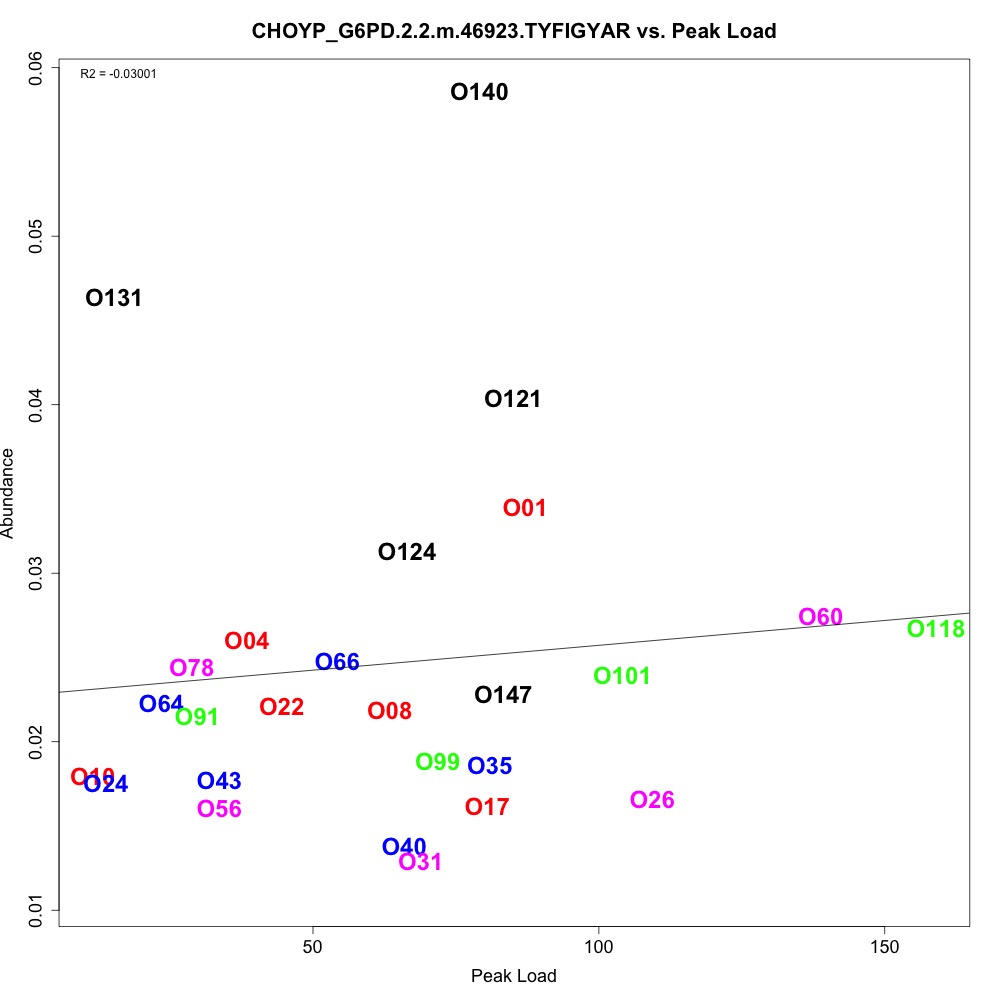 CHOYP_G6PD.2.2.m.46923.TYFIGYAR vs. Peak Load
R2 = -0.03001
0.06
O140
0.05
O131
0.04
O121
Abundance
O01
O124
0.03
O60
O118
O04
O66
O78
O101
O147
O64
O22
O08
O91
0.02
O99
O35
O10
O24
O43
O26
O56
O17
O40
O31
0.01
50
100
150
Peak Load